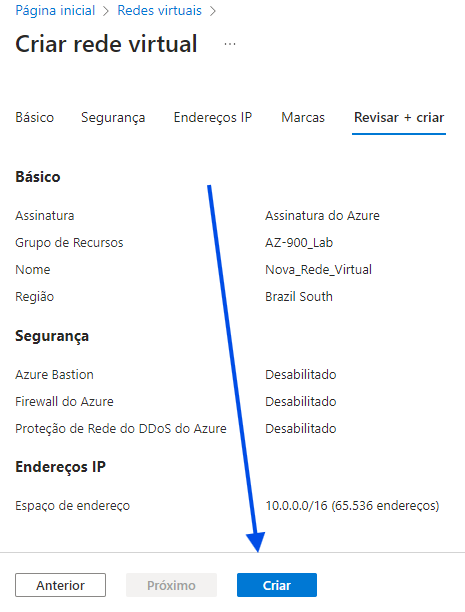 Página inicial > Redes virtuais >
Criar rede virtual ...
Básico Segurança Endereços IP Marcas Revisar + criar
Básico
Assinatura Assinatura do Azure
Grupo de Recursos AZ-900_Lab
Nome Nova_Rede_Virtual
Região Brazil South
Segurança
Azure Bastion Desabilitado
Firewall do Azure Desabilitado
Proteção de Rede do DDoS do Azure Desabilitado
Endereços IP
Espaço de endereço 10.0.0.0/16 (65.536 endereços)
Anterior Próximo Criar